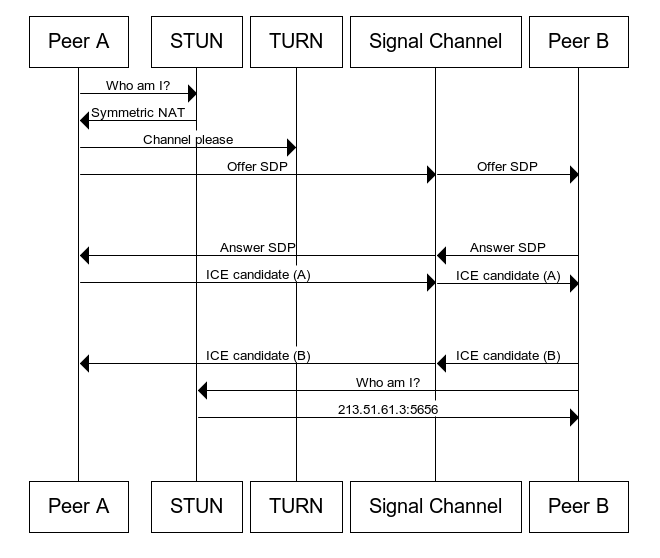 Peer A
STUN
TURN
Signal Channel
Peer B
Who am I?
Symmetric NAT
Channel please
Offer SDP
Offer SDP
Answer SDP
Answer SDP
ICE candidate (A)
ICE candidate (A)
ICE candidate (B)
ICE candidate (B)
Who am I?
213.51.61.3:5656
Peer A
STUN
TURN
Signal Channel
Peer B